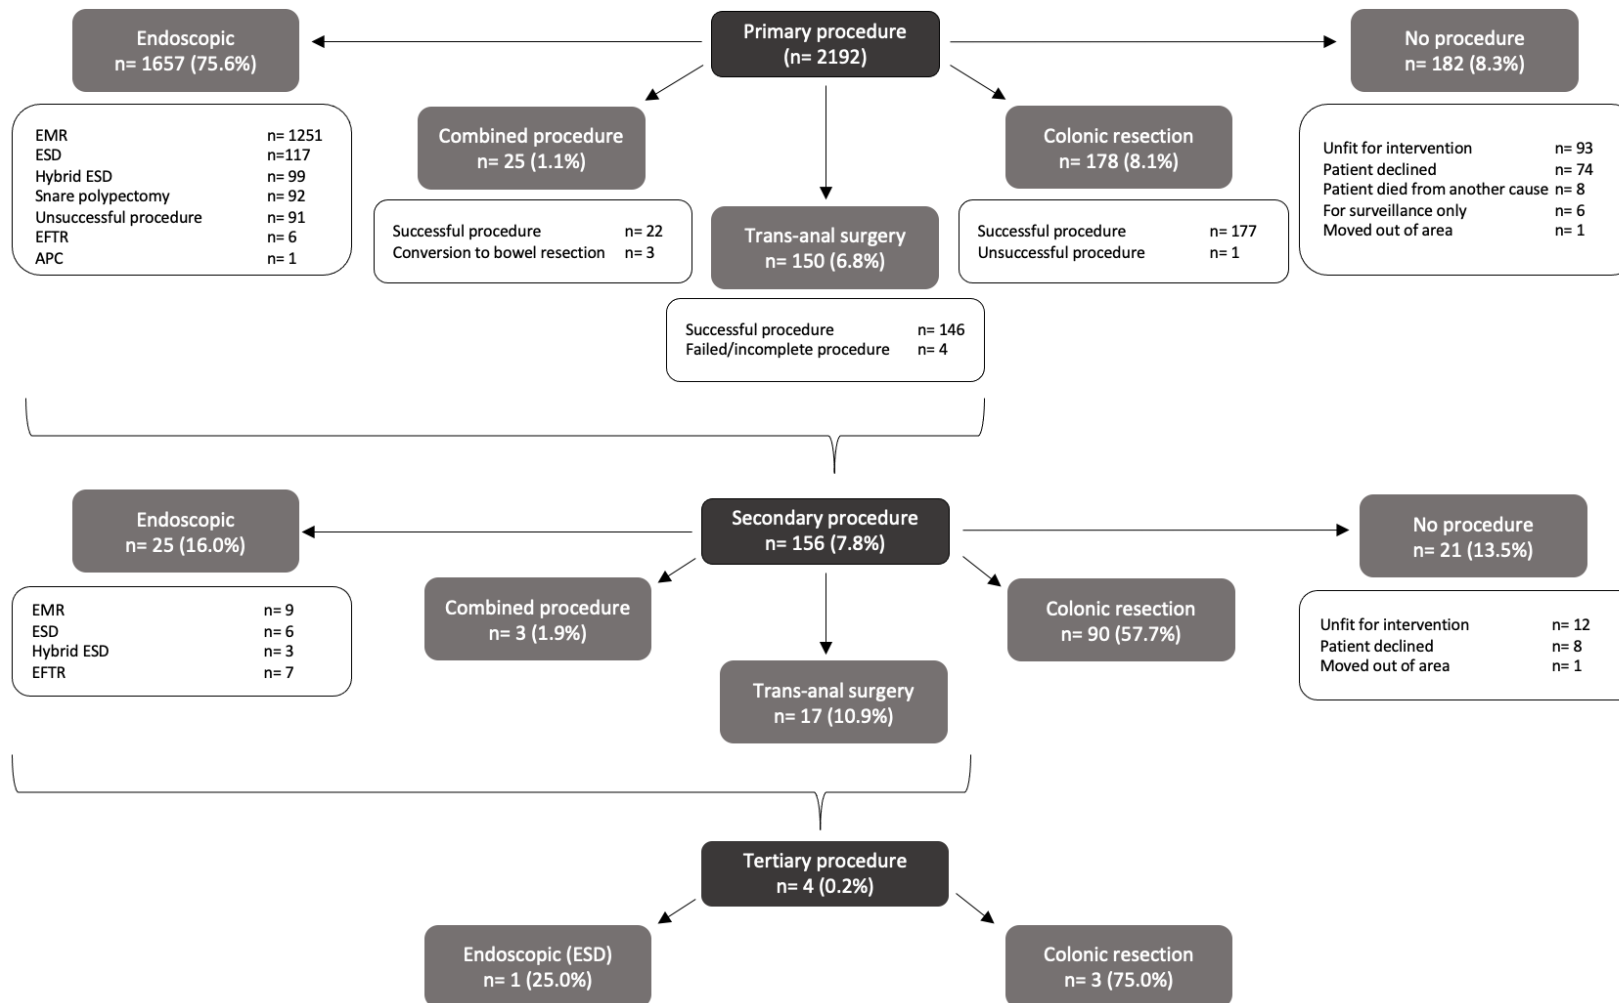 Primary procedure
(n= 2192)
Endoscopic
n= 1657 (75.6%)
EMR n= 1251
ESD n=117
Hybrid ESD n= 99
Snare polypectomy n= 92
Unsuccessful procedure n= 91
EFTR n= 6
APC n= 1
Combined procedure
n= 25 (1.1%)
Successful procedure n= 22
Conversion to bowel resection n= 3
Trans-anal surgery
n= 150 (6.8%)
Successful procedure n= 146
Failed/incomplete procedure n= 4
Colonic resection
n= 178 (8.1%)
Successful procedure n= 177
Unsuccessful procedure n= 1
No procedure
n= 182 (8.3%)
Unfit for intervention n= 93
Patient declined n= 74
Patient died from another cause n= 8
For surveillance only n= 6
Moved out of area n= 1
Secondary procedure
n= 156 (7.8%)
Endoscopic
n= 25 (16.0%)
EMR n= 9
ESD n= 6
Hybrid ESD n= 3
EFTR n= 7
Combined procedure
n= 3 (1.9%)
Trans-anal surgery
n= 17 (10.9%)
Colonic resection
n= 90 (57.7%)
No procedure
n= 21 (13.5%)
Unfit for intervention n= 12
Patient declined n= 8
Moved out of area n= 1
Tertiary procedure
n= 4 (0.2%)
Endoscopic (ESD)
n= 1 (25.0%)
Colonic resection
n= 3 (75.0%)